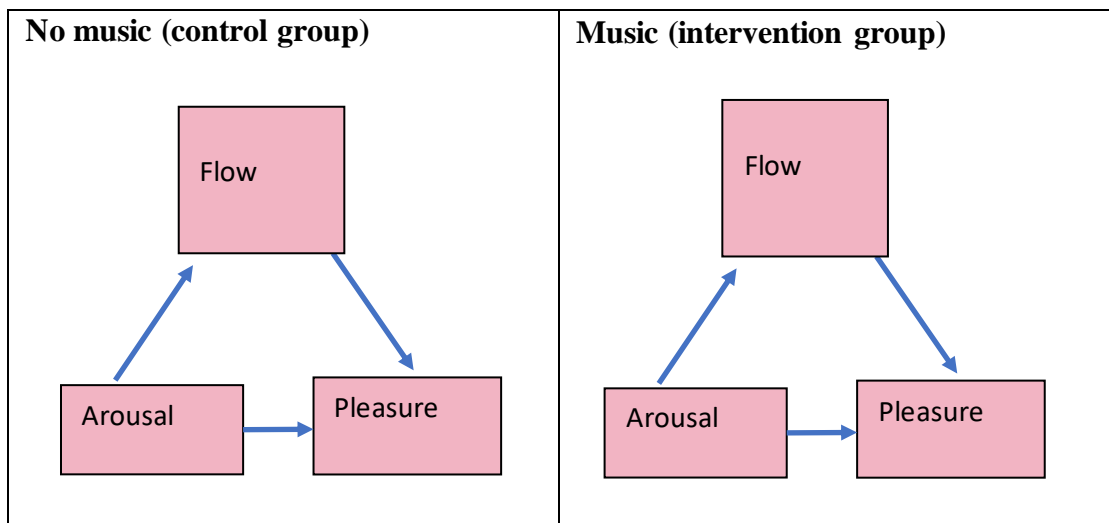 No music (control group)
Flow
Arousal
Pleasure
Music (intervention group)
Flow
Arousal
Pleasure